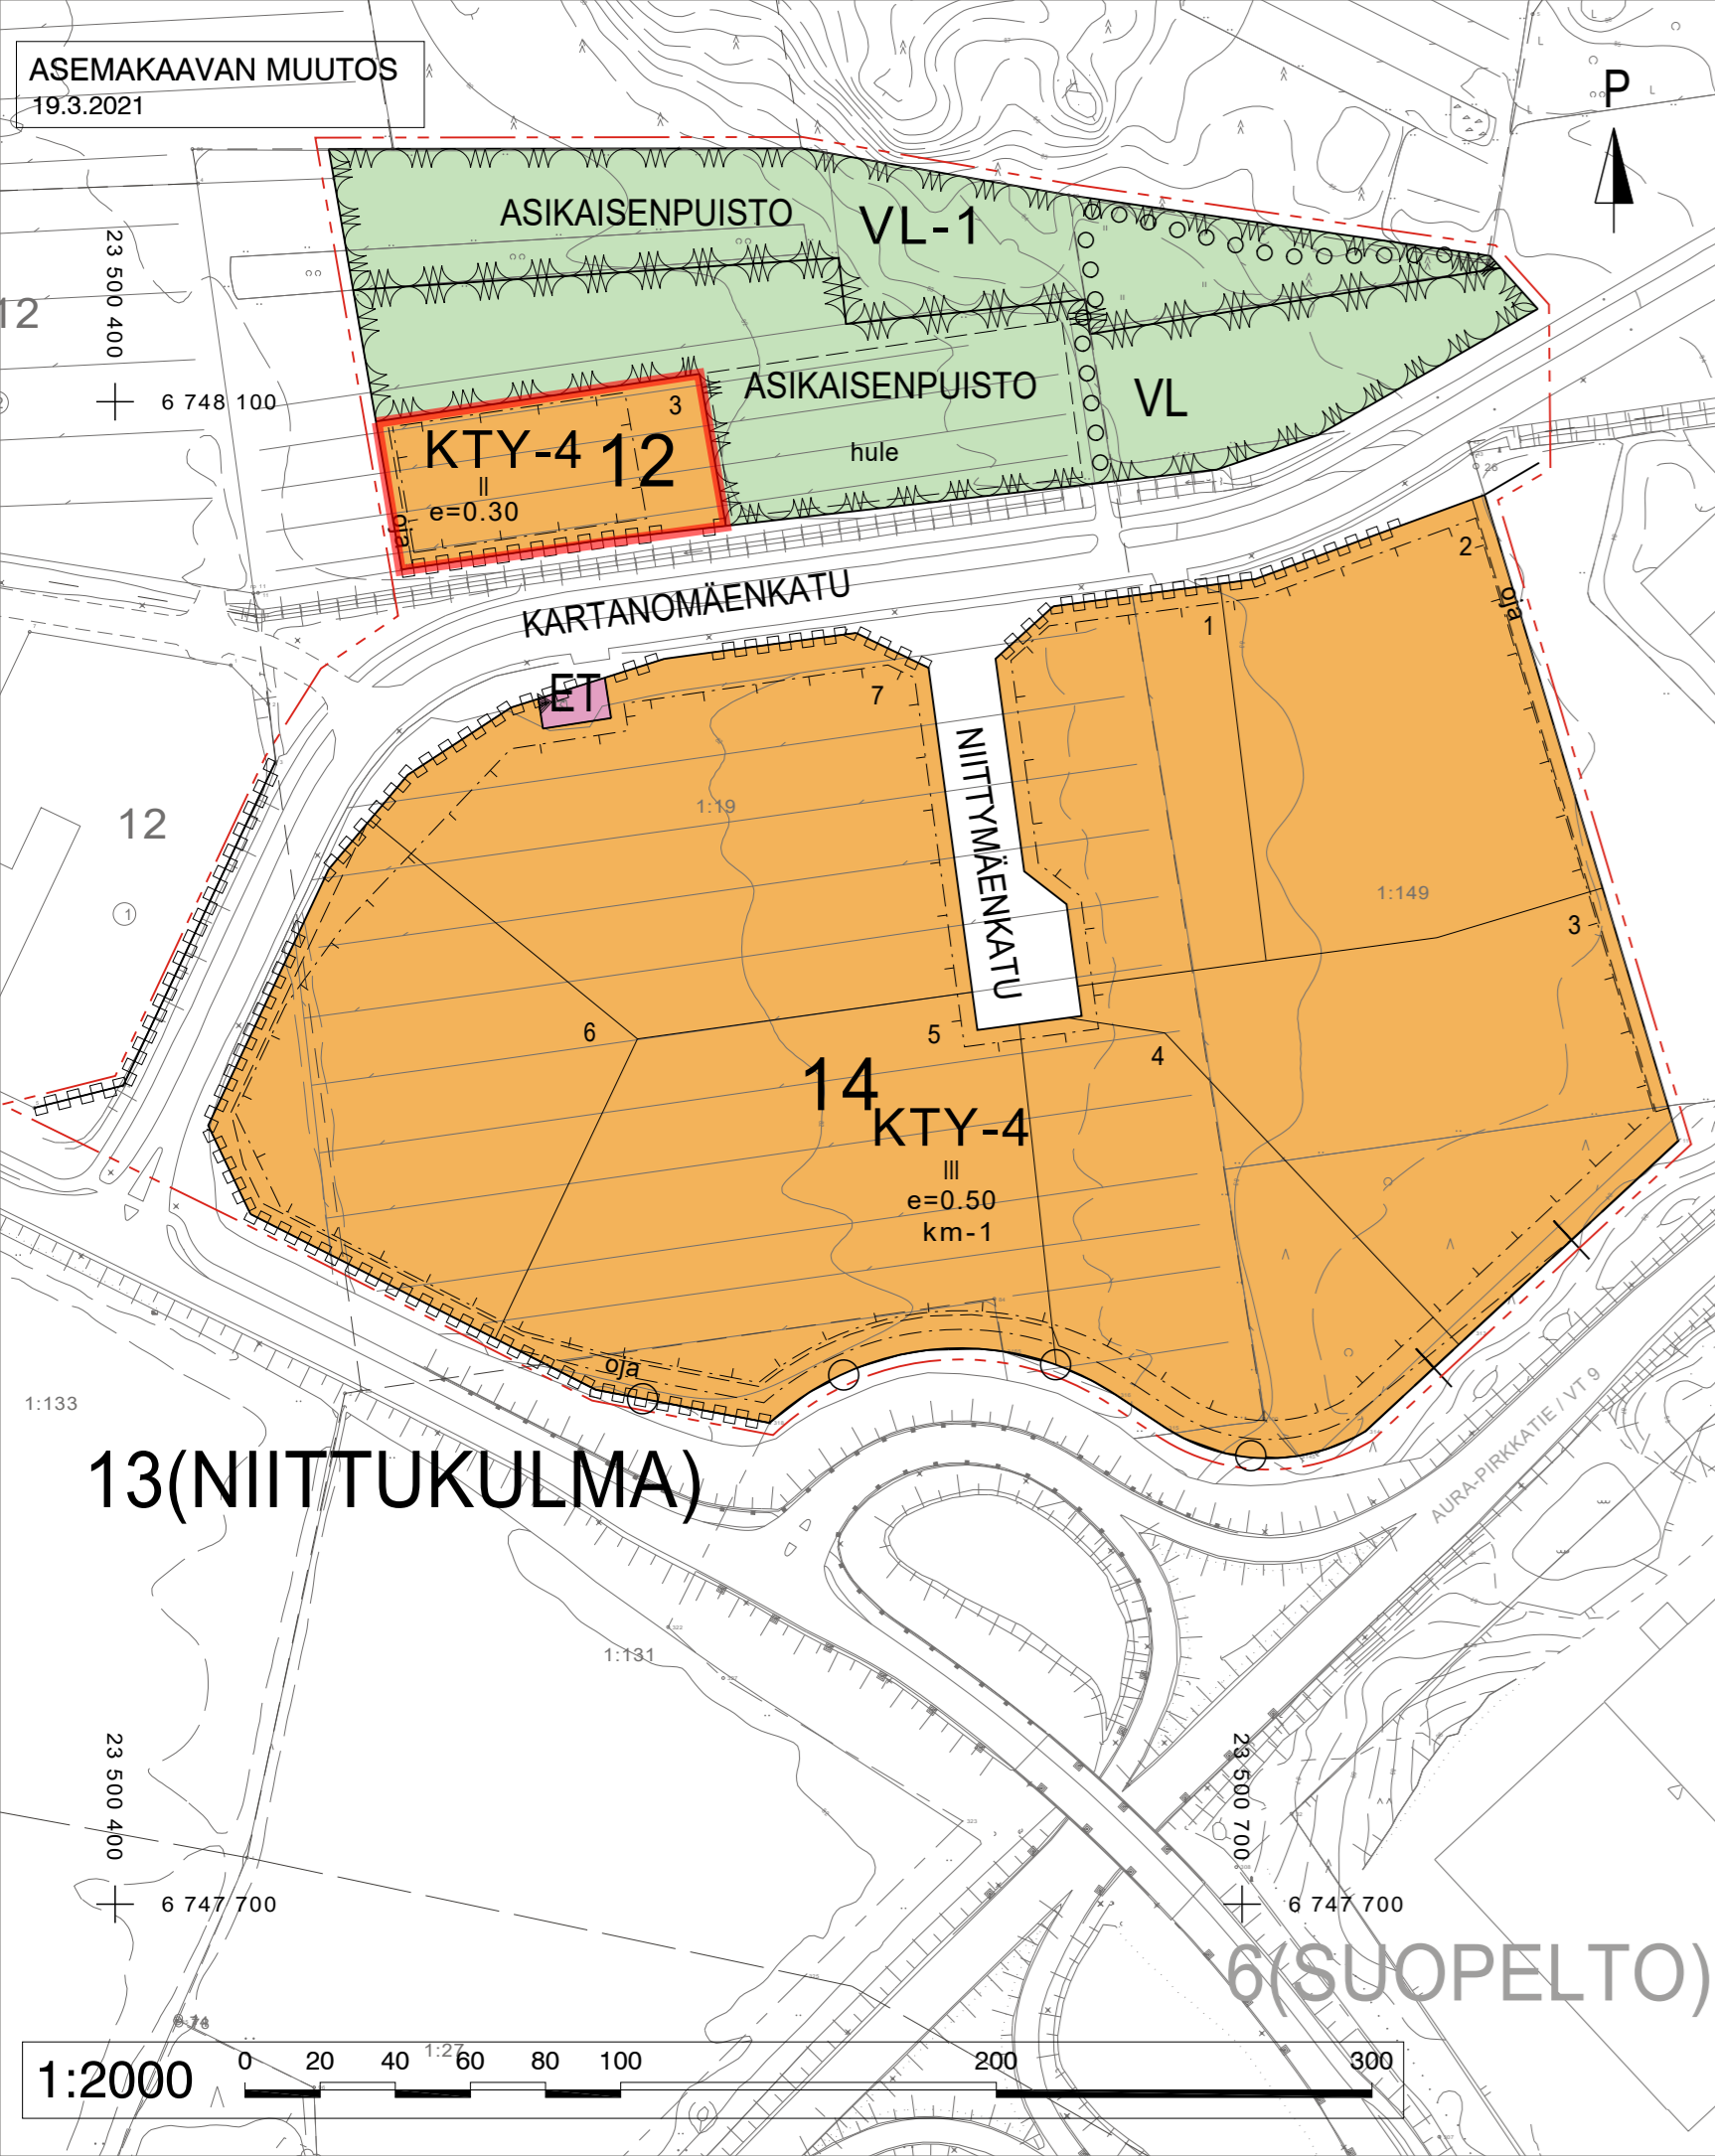 ASEMAKAAVAN MUUTOS
19.3.2021
P
ASIKAISENPUISTO
VL-1
23 500 400
12
6 748 100
3
KTY-4
12
II
e=0.30
oja
ASIKAISENPUISTO
VL
hule
26
KARTANOMÄENKATU
2
1
oja
ET
7
NIITTYMÄENKATU
1:19
12
1
1:149
3
6
5
4
14
KTY-4
III
e=0.50
km-1
oja
1:133
13(NIITTUKULMA)
AURA-PIRKKATIE / VT 9
1:131
23 500 400
23 500 700
6 747 700
6 747 700
6(SUOPELTO)
1:27
1:2000
0 20 40 60 80 100 200 300